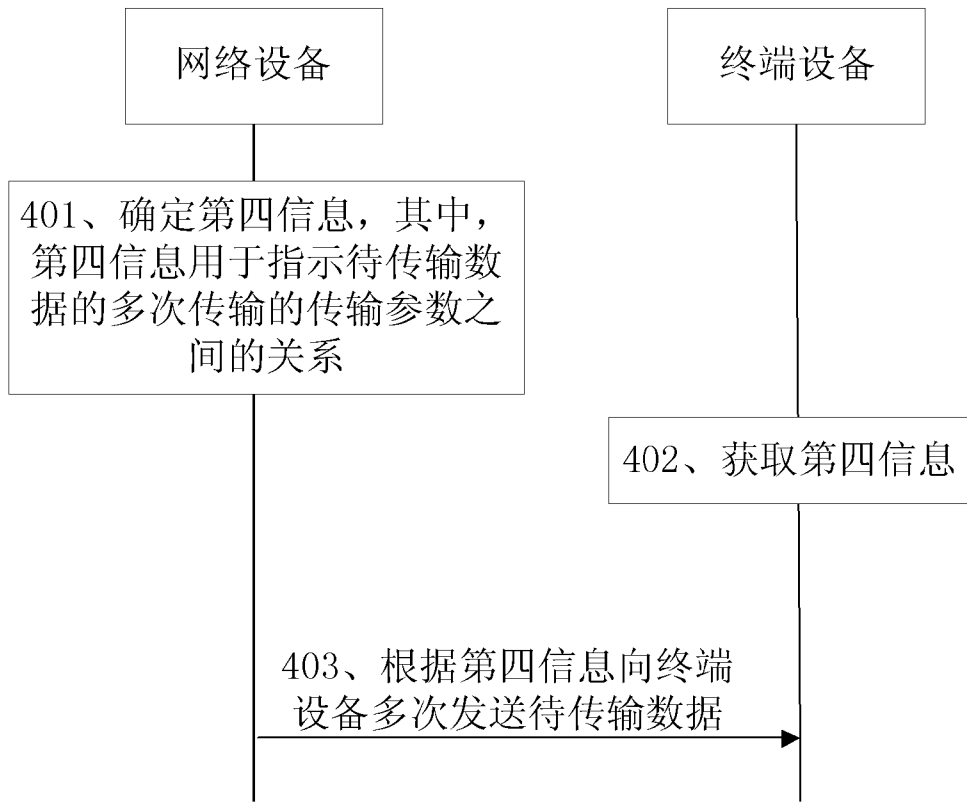 网络设备
终端设备
401、确定第四信息，其中，
第四信息用于指示待传输数
据的多次传输的传输参数之
间的关系
402、获取第四信息
403、根据第四信息向终端
设备多次发送待传输数据